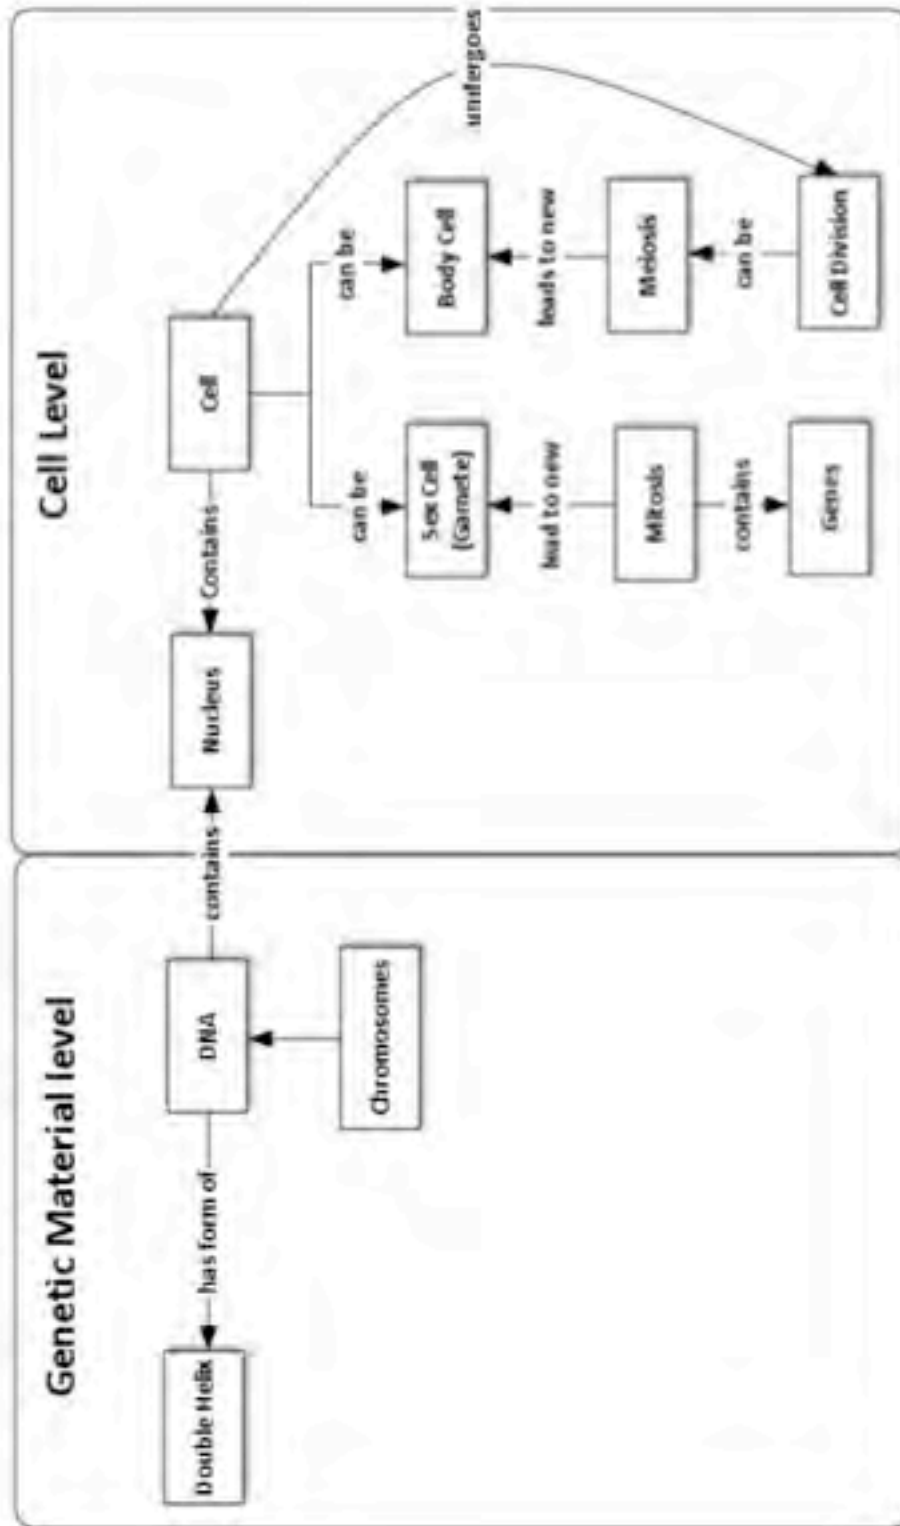 Genetic Material level
Cell Level
Double Helix
has form of
DNA
contains
Nucleus
Contains
Cell
undergoes
Chromosomes
can be
can be
Sex Cell
(Gamete)
Body Cell
lead to new
leads to new
Mitosis
Meiosis
contains
can be
Genes
Cell Division